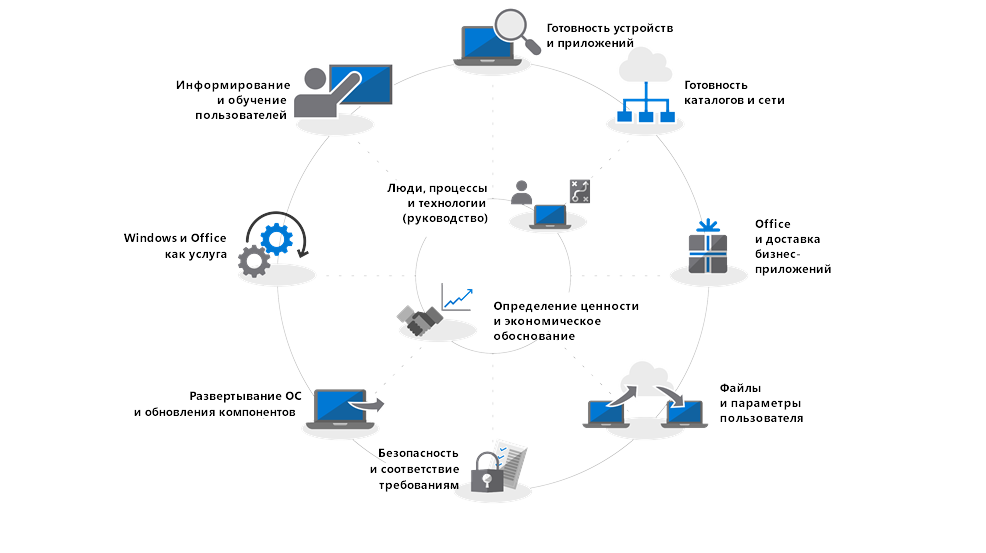 Готовность устройств
и приложений
Готовность
каталогов и сети
Информирование
и обучение
пользователей
Люди, процессы
и технологии
(руководство)
Office
и доставка
бизнес-
приложений
Windows и Office
как услуга
Определение ценности
и экономическое
обоснование
Файлы
и параметры
пользователя
Развертывание ОС
и обновления компонентов
Безопасность
и соответствие
требованиям